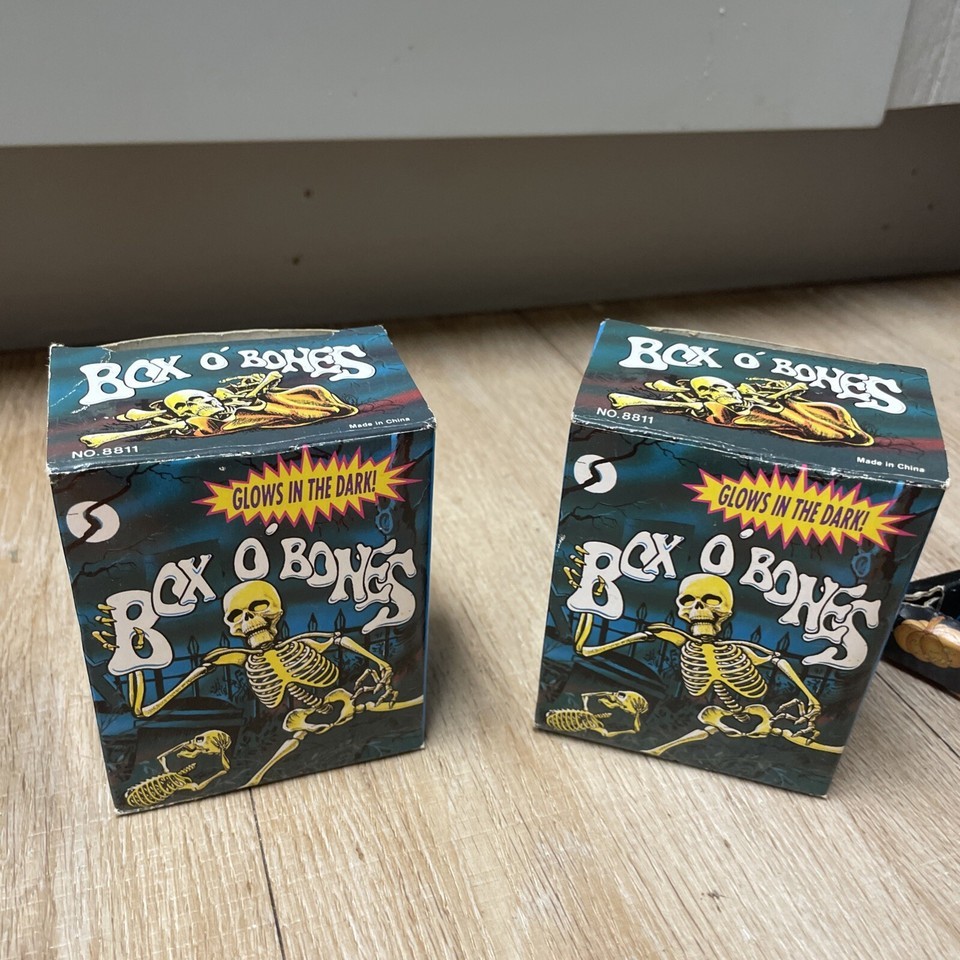 BOX O' BONES
NO.8811
Made in China
GLOWS IN THE DARK!
BOX O' BONES
BOX O' BONES
NO.8811
Made in China
GLOWS IN THE DARK!
BOX O' BONES